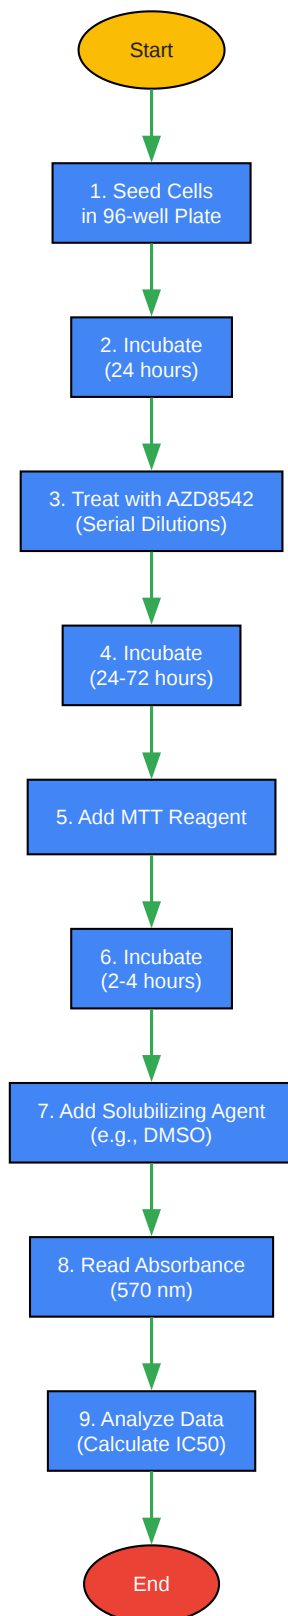 Start
1. Seed Cells
in 96-well Plate
2. Incubate
(24 hours)
3. Treat with AZD8542
(Serial Dilutions)
4. Incubate
(24-72 hours)
5. Add MTT Reagent
6. Incubate
(2-4 hours)
7. Add Solubilizing Agent
(e.g., DMSO)
8. Read Absorbance
(570 nm)
9. Analyze Data
(Calculate IC50)
End